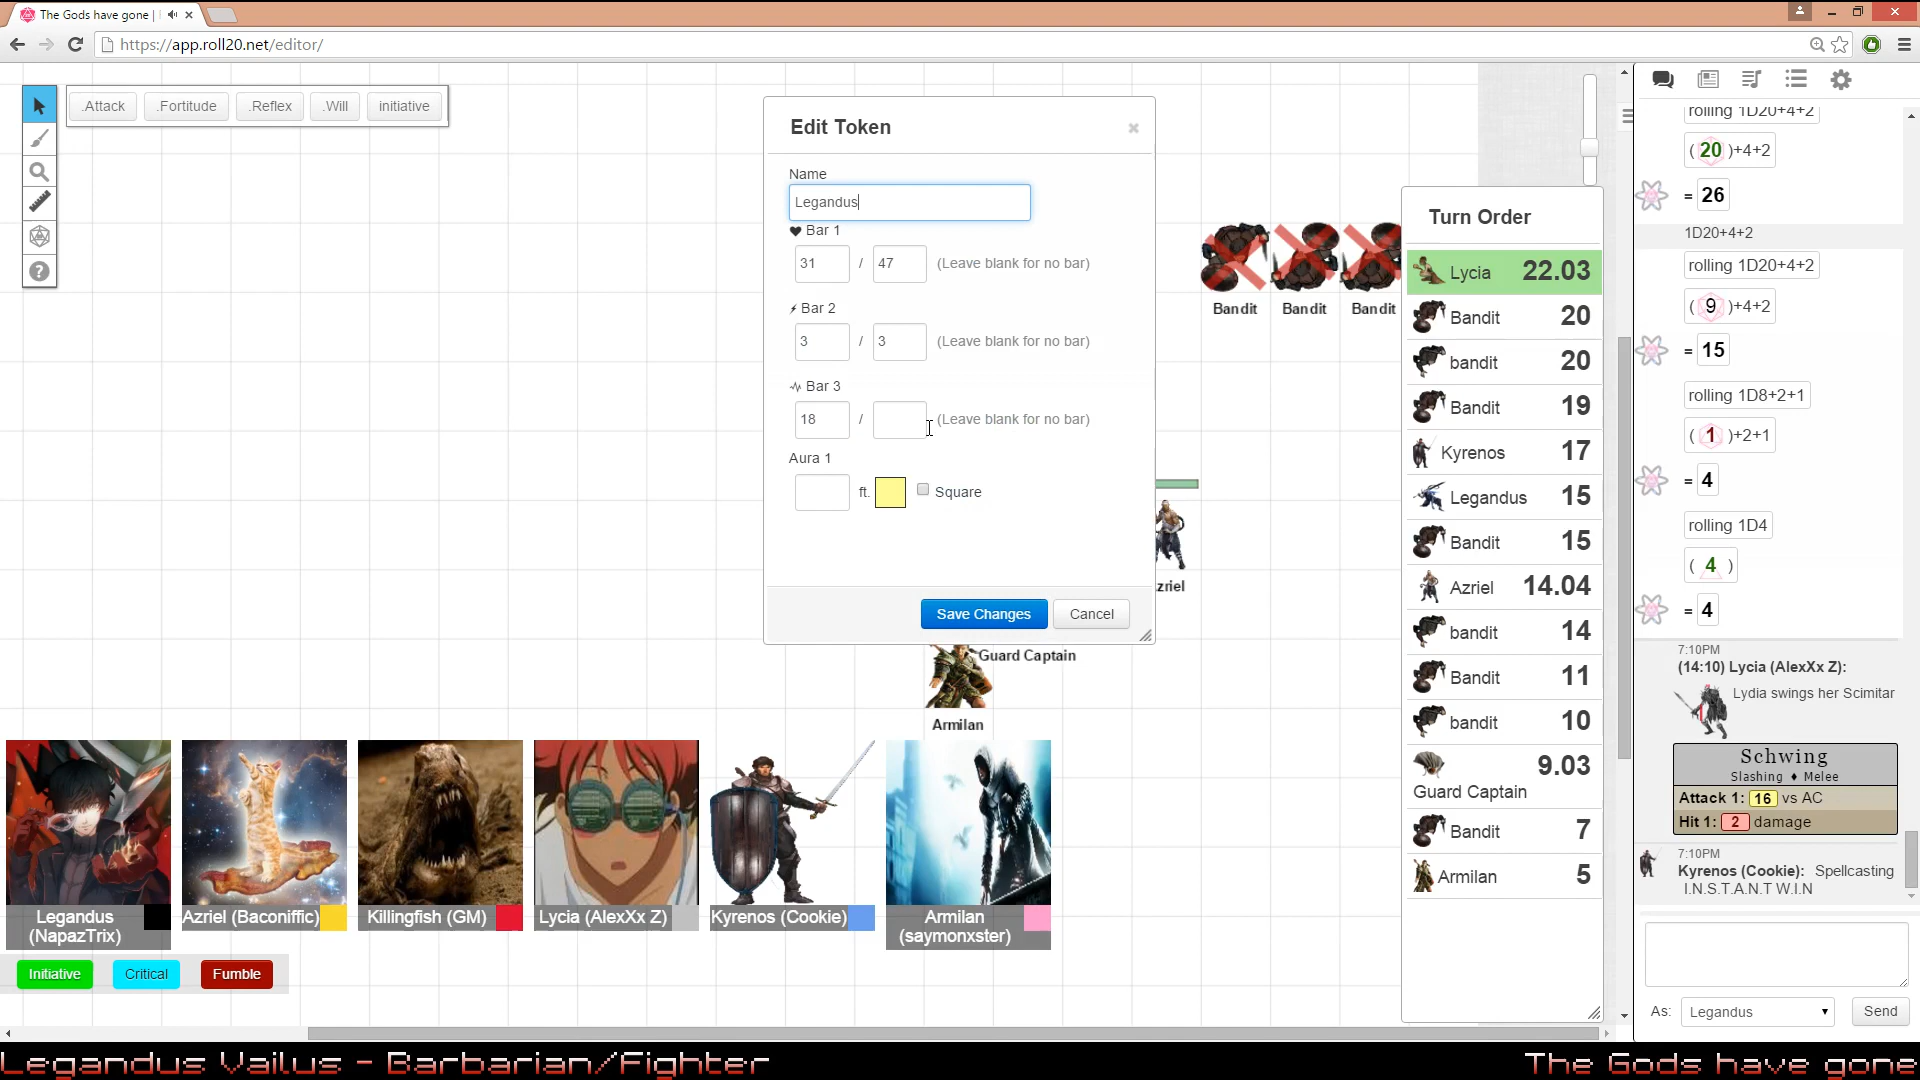 The Gods have gone |
https://app.roll20.net/editor/
.Attack .Fortitude .Reflex .Will initiative
Edit Token
Name
Legandus
Bar 1
31 / 47 (Leave blank for no bar)
Bar 2
3 / 3 (Leave blank for no bar)
Bar 3
18 / (Leave blank for no bar)
Aura 1
ft. Square
Save Changes Cancel
Bandit Bandit Bandit
zriel
Guard Captain
Armilan
Turn Order
Lycia 22.03
Bandit 20
bandit 20
Bandit 19
Kyrenos 17
Legandus 15
Bandit 15
Azriel 14.04
bandit 14
Bandit 11
bandit 10
9.03
Guard Captain
Bandit 7
Armilan 5
rolling 1D20+4+2
(20)+4+2
= 26
1D20+4+2
rolling 1D20+4+2
(9)+4+2
= 15
rolling 1D8+2+1
(1)+2+1
= 4
rolling 1D4
(4)
= 4
7:10PM
(14:10) Lycia (AlexXx Z):
Lydia swings her Scimitar
Schwing
Slashing ♦ Melee
Attack 1: 16 vs AC
Hit 1: 2 damage
7:10PM
Kyrenos (Cookie): Spellcasting
I.N.S.T.A.N.T W.I.N
As: Legandus Send
Legandus
(NapazTrix)
Azriel (Baconiffic)
Killingfish (GM)
Lycia (AlexXx Z)
Kyrenos (Cookie)
Armilan
(saymonxster)
Initiative Critical Fumble
Legandus Vailus - Barbarian/Fighter
The Gods have gone